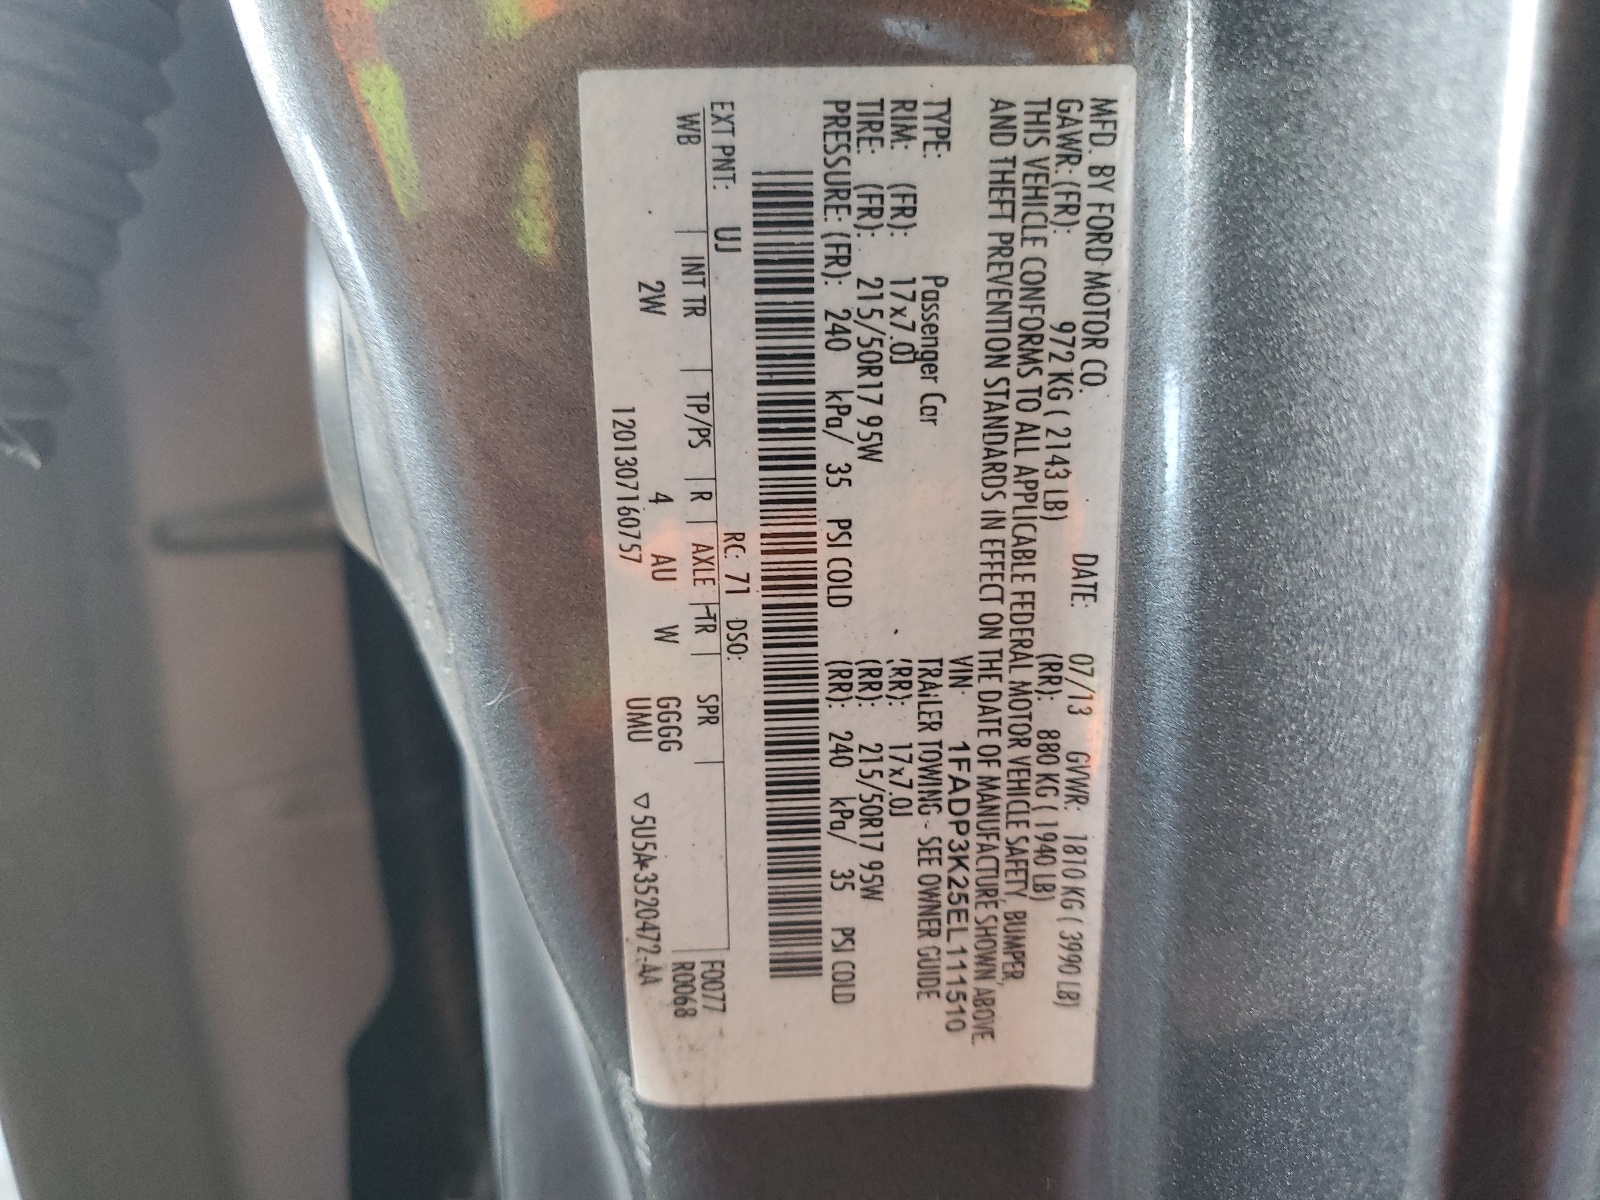 MFD. BY FORD MOTOR CO.
DATE: 07/13 GVWR: 1810 KG ( 3990 LB)
GAWR: (FR): 972 KG ( 2143 LB) (RR): 880 KG ( 1940 LB)
THIS VEHICLE CONFORMS TO ALL APPLICABLE FEDERAL MOTOR VEHICLE SAFETY, BUMPER,
AND THEFT PREVENTION STANDARDS IN EFFECT ON THE DATE OF MANUFACTURE SHOWN ABOVE.
VIN: 1FADP3K25EL111510
TYPE: Passenger Car TRAILER TOWING - SEE OWNER GUIDE
RIM: (FR): 17x7.0J (RR): 17x7.0J
TIRE: (FR): 215/50R17 95W (RR): 215/50R17 95W
PRESSURE: (FR): 240 kPa/ 35 PSI COLD (RR): 240 kPa/ 35 PSI COLD
EXT PNT: UJ RC: 71 DSO: F0077
WB INT TR TP/PS R AXLE TR SPR R0068
2W 4 AU W GGGG
UMU
1201307160757 ▽5U5A*3520472-AA